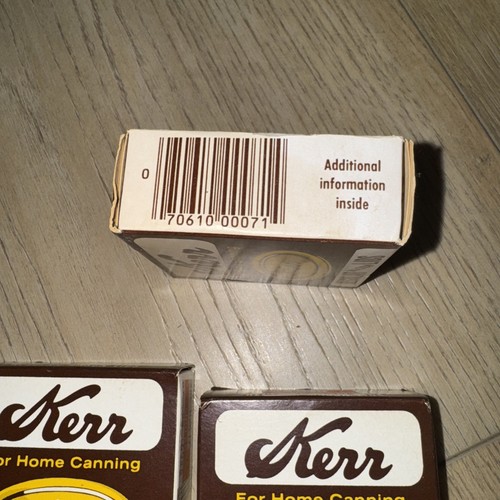 Additional
information
inside
0
70610 00071
Kerr
or Home Canning
Kerr
For Home Canning